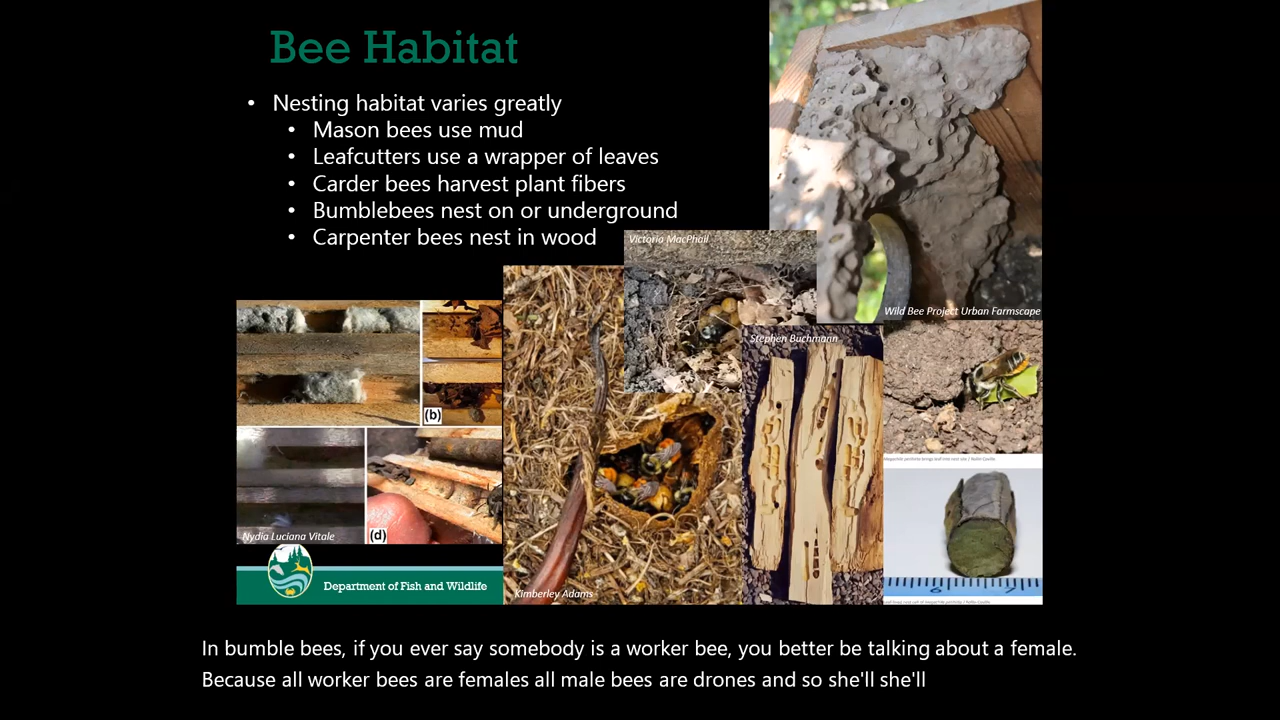 Bee Habitat
• Nesting habitat varies greatly
• Mason bees use mud
• Leafcutters use a wrapper of leaves
• Carder bees harvest plant fibers
• Bumblebees nest on or underground
• Carpenter bees nest in wood
Victoria MacPhail
Wild Bee Project Urban Farmscape
Stephen Buchmann
(b)
Nydia Luciana Vitale
(d)
Kimberley Adams
Department of Fish and Wildlife
In bumble bees, if you ever say somebody is a worker bee, you better be talking about a female.
Because all worker bees are females all male bees are drones and so she'll she'll